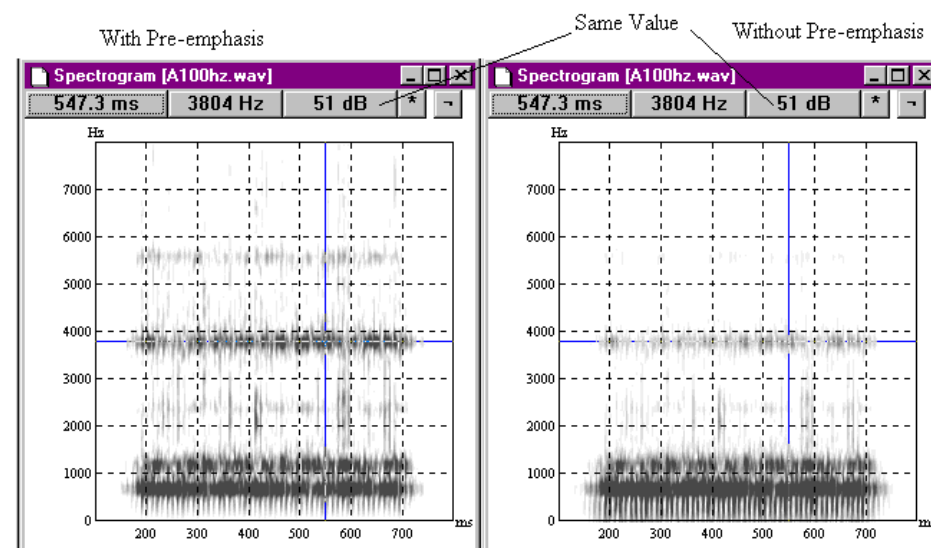 Same Value
With Pre-emphasis
Without Pre-emphasis
Spectrogram [A100hz.wav]
547.3 ms 3804 Hz 51 dB * ¬
Hz
7000
6000
5000
4000
3000
2000
1000
0
200 300 400 500 600 700 ms
Spectrogram [A100hz.wav]
547.3 ms 3804 Hz 51 dB * ¬
Hz
7000
6000
5000
4000
3000
2000
1000
0
200 300 400 500 600 700